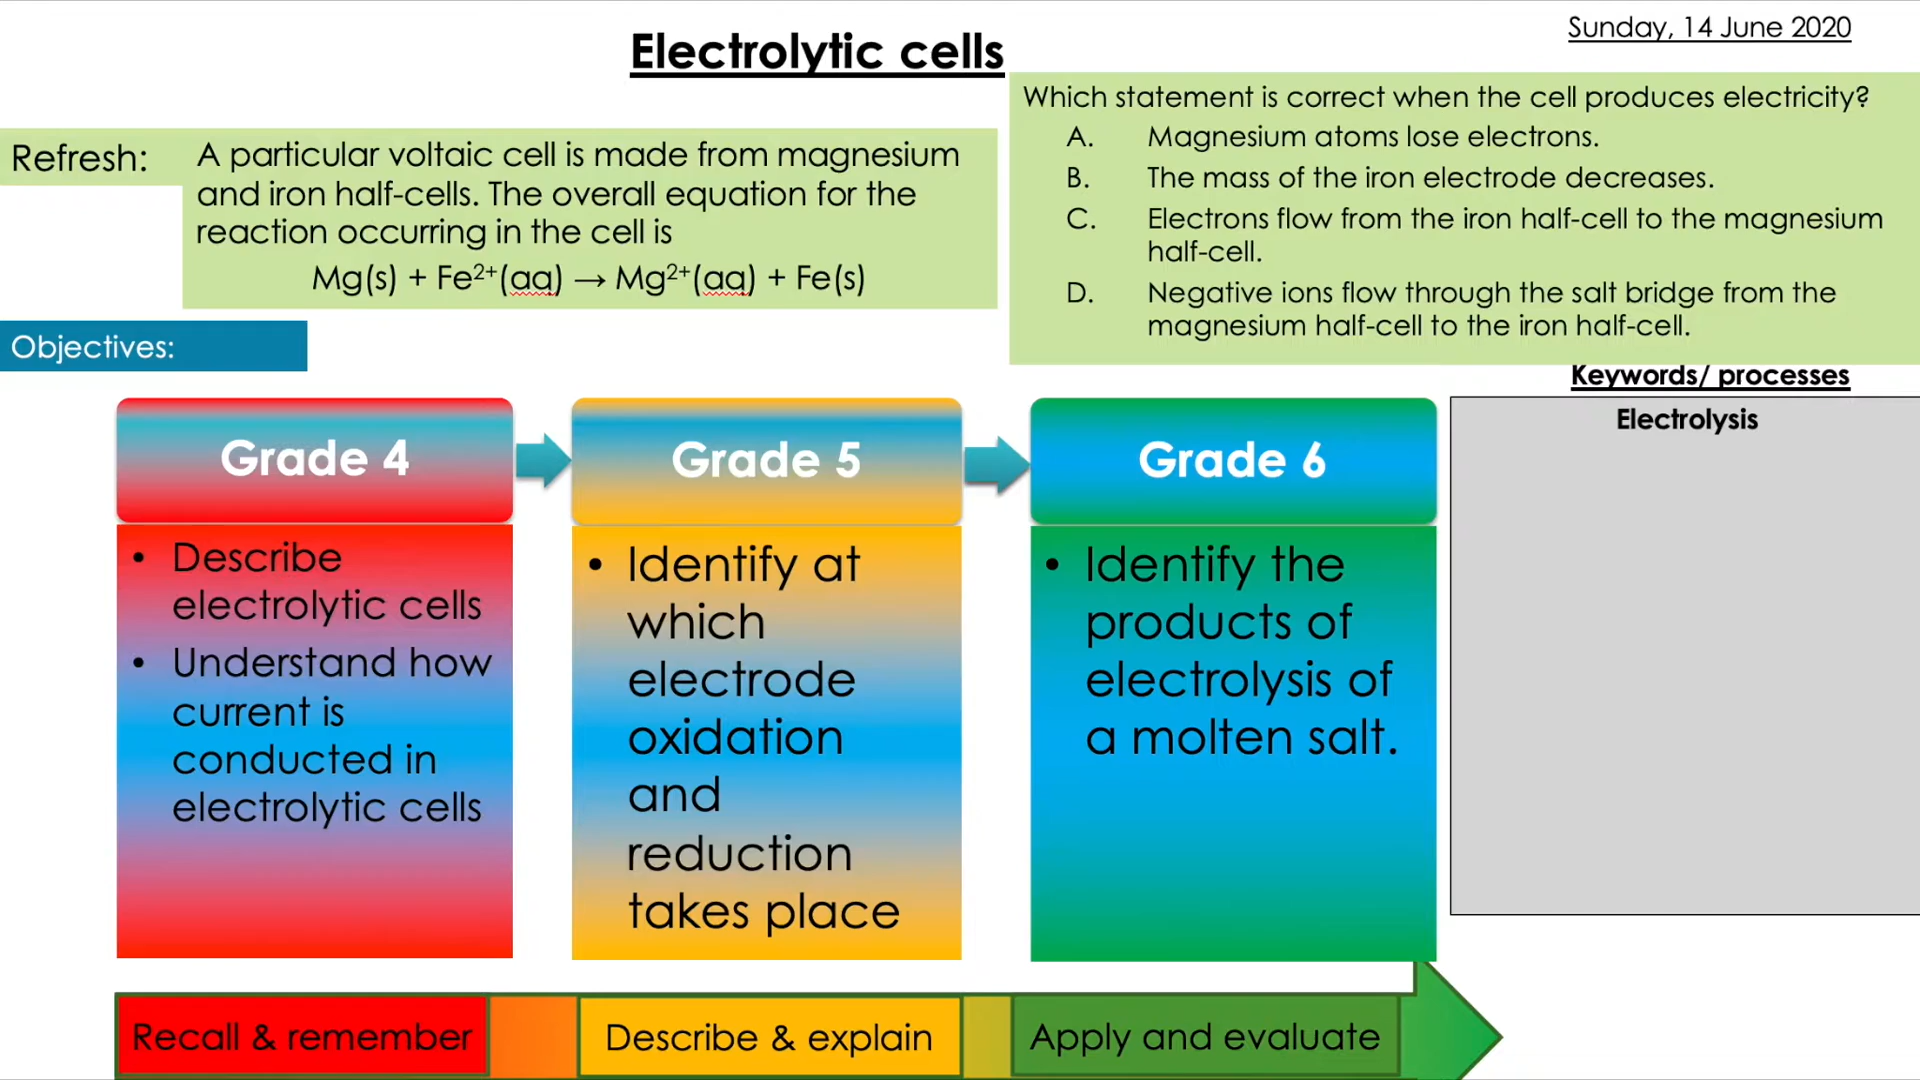 Electrolytic cells
Sunday, 14 June 2020
Refresh:
A particular voltaic cell is made from magnesium
and iron half-cells. The overall equation for the
reaction occurring in the cell is
Mg(s) + Fe²⁺(aq) → Mg²⁺(aq) + Fe(s)
Which statement is correct when the cell produces electricity?
A. Magnesium atoms lose electrons.
B. The mass of the iron electrode decreases.
C. Electrons flow from the iron half-cell to the magnesium
half-cell.
D. Negative ions flow through the salt bridge from the
magnesium half-cell to the iron half-cell.
Objectives:
Grade 4
• Describe
electrolytic cells
• Understand how
current is
conducted in
electrolytic cells
Grade 5
• Identify at
which
electrode
oxidation
and
reduction
takes place
Grade 6
• Identify the
products of
electrolysis of
a molten salt.
Keywords/ processes
Electrolysis
Recall & remember
Describe & explain
Apply and evaluate